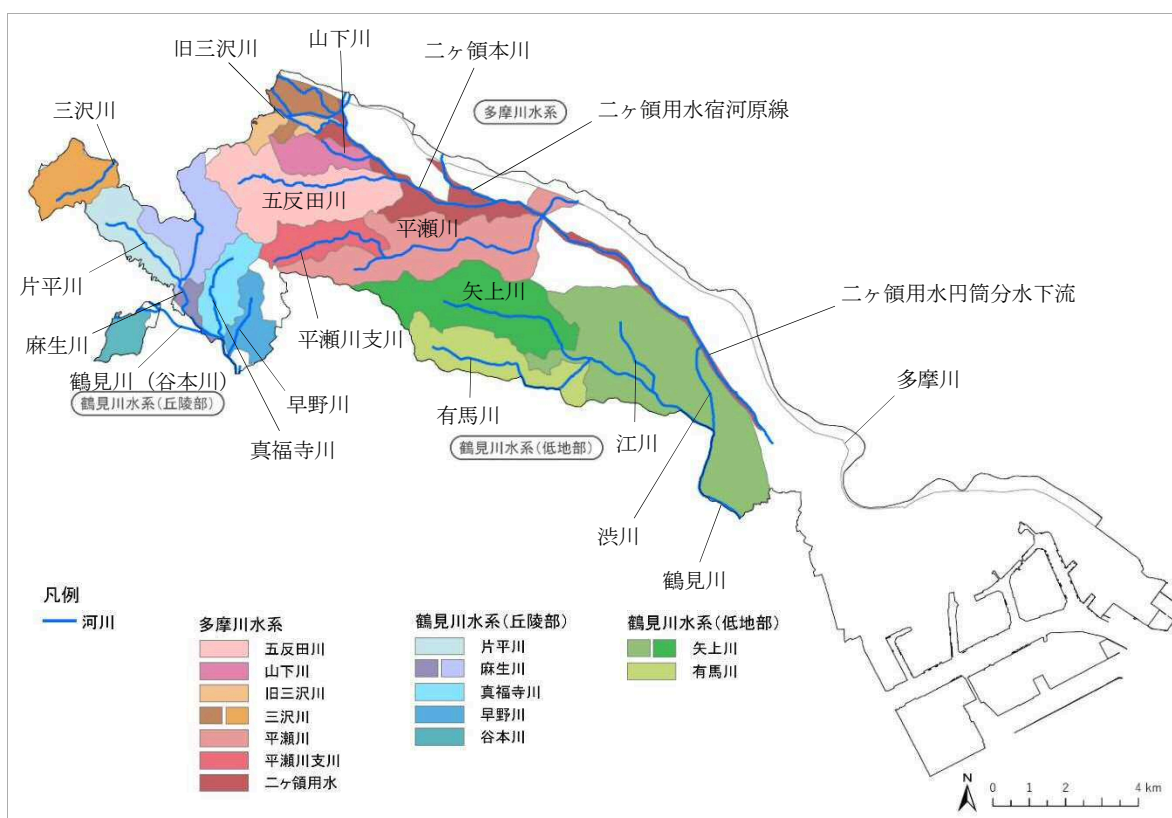 山下川
旧三沢川
二ヶ領本川
三沢川
多摩川水系
二ヶ領用水宿河原線
五反田川
平瀬川
片平川
矢上川
二ヶ領用水円筒分水下流
麻生川
平瀬川支川
鶴見川（谷本川）
鶴見川水系(丘陵部)
早野川
有馬川
多摩川
真福寺川
鶴見川水系(低地部)
江川
渋川
鶴見川
凡例
河川
多摩川水系
五反田川
山下川
旧三沢川
三沢川
平瀬川
平瀬川支川
二ヶ領用水
鶴見川水系(丘陵部)
片平川
麻生川
真福寺川
早野川
谷本川
鶴見川水系(低地部)
矢上川
有馬川
N
0 1 2 4 km